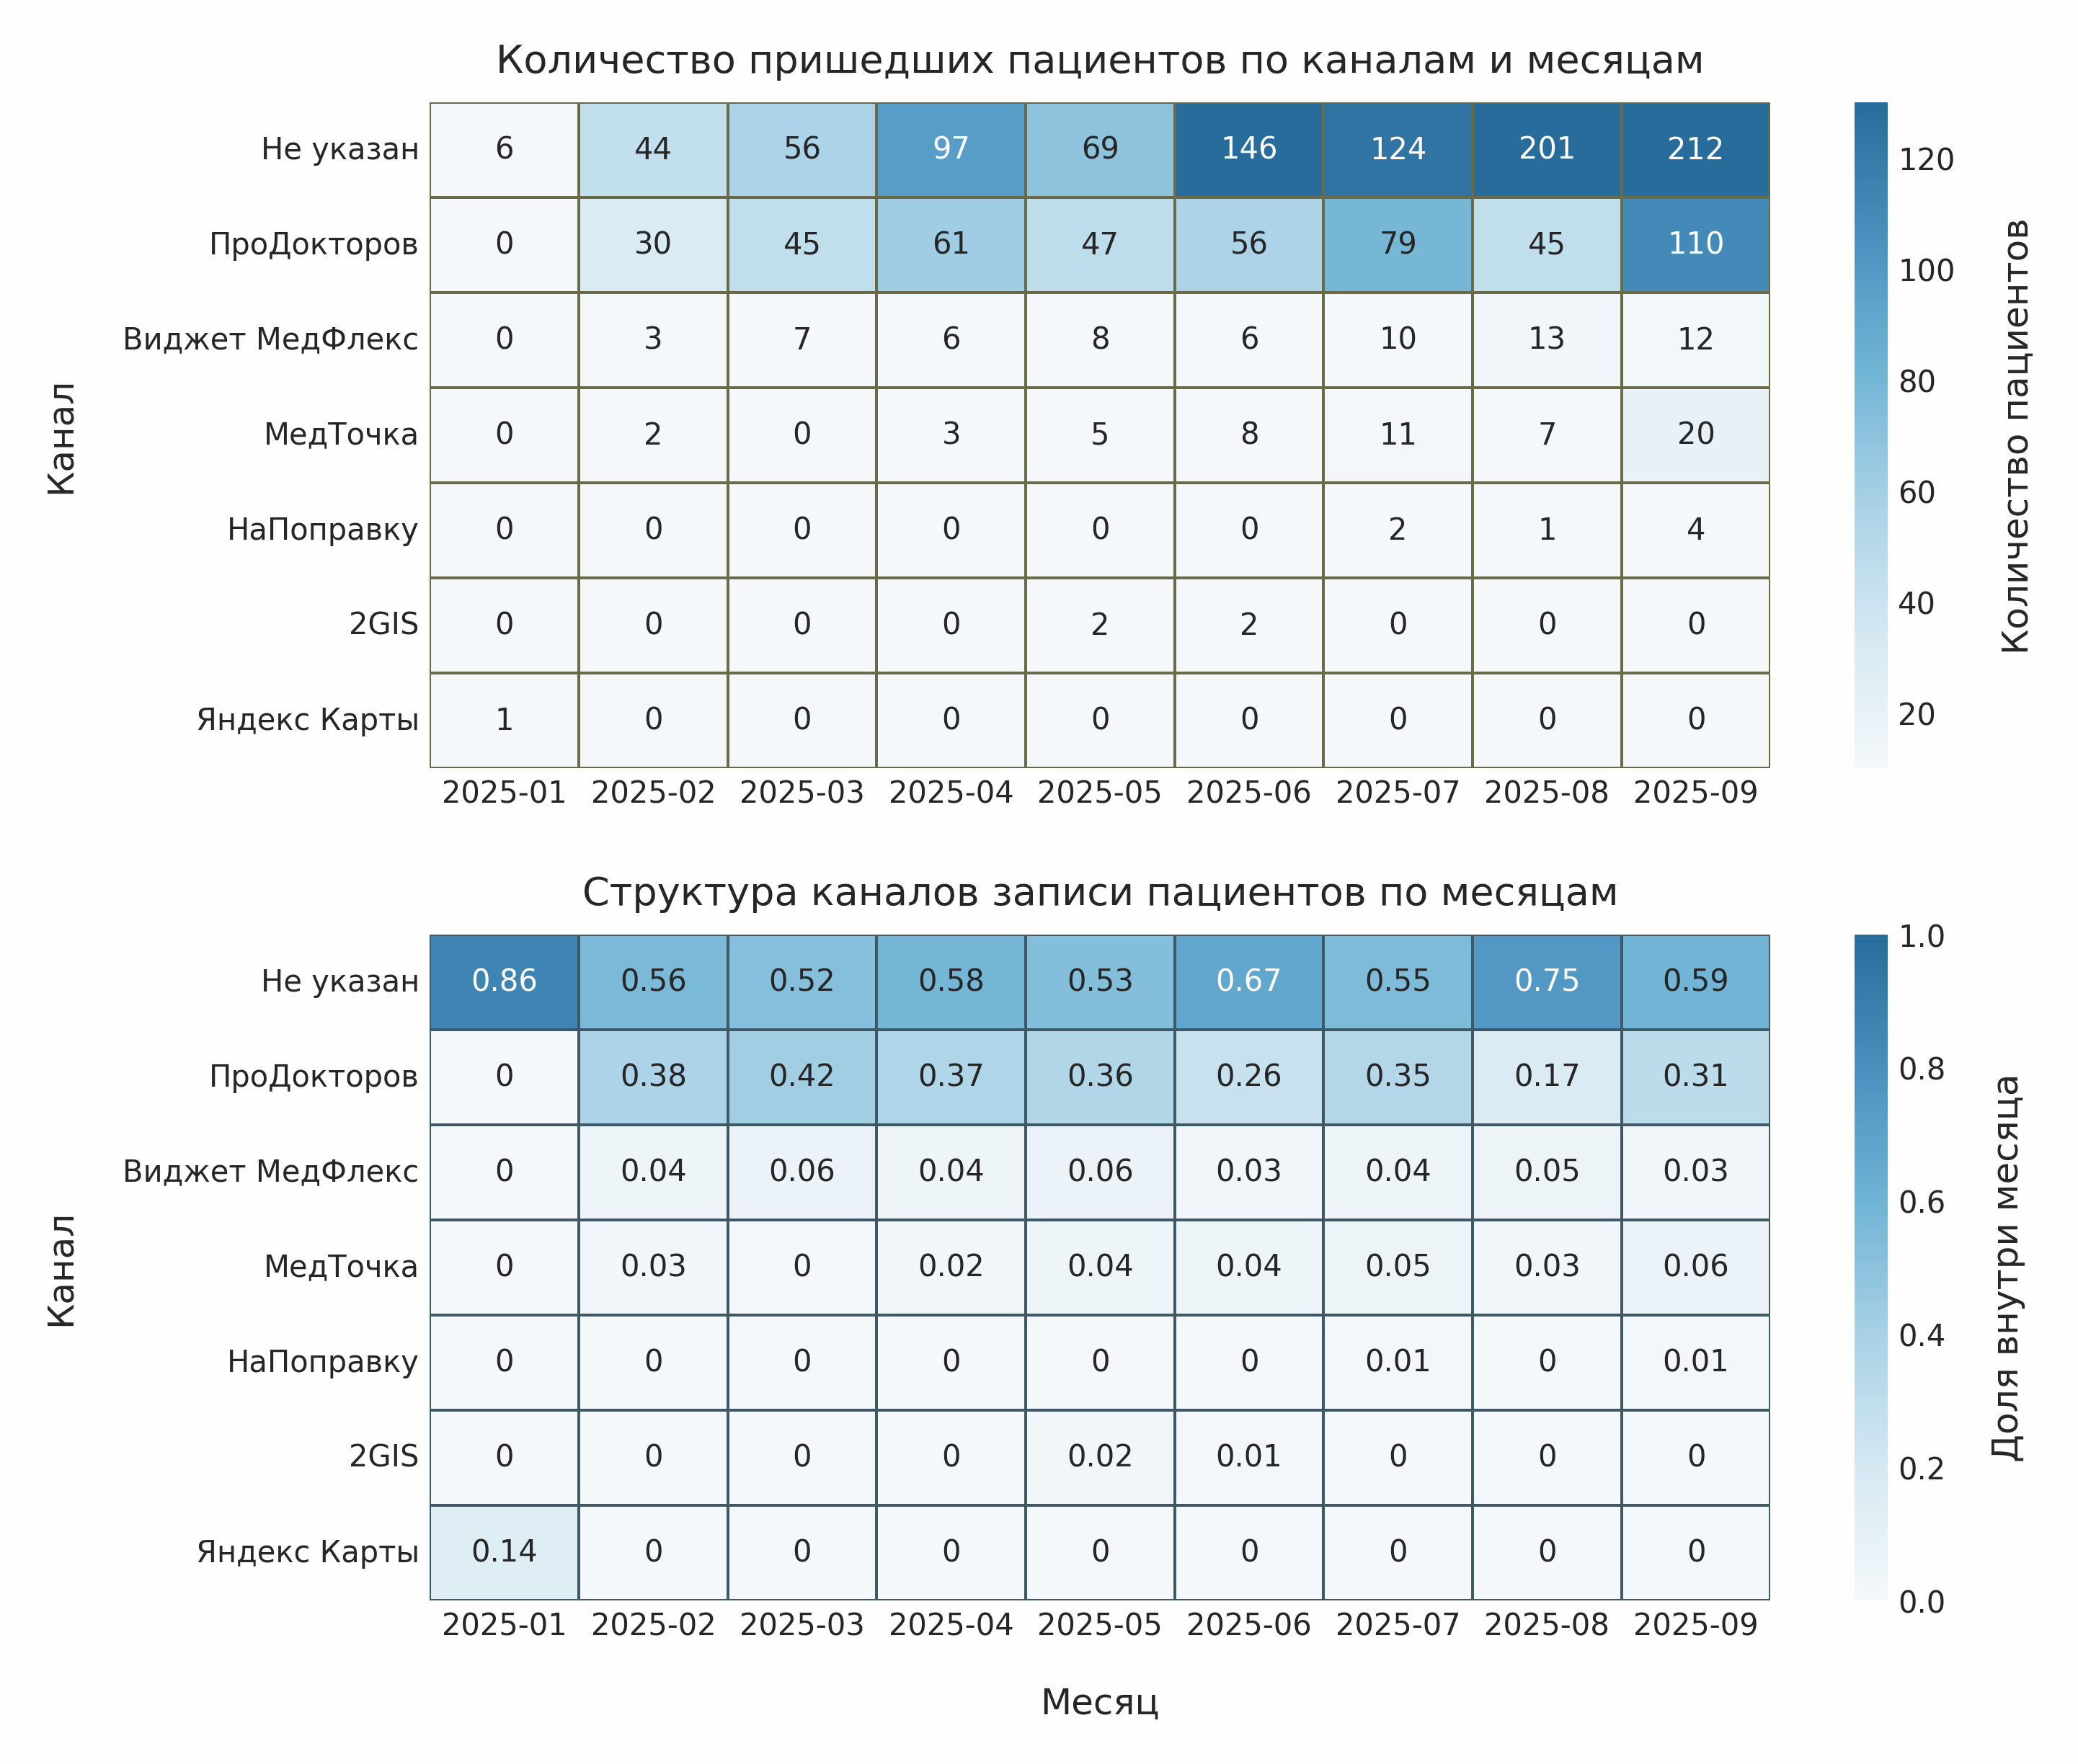 Количество пришедших пациентов по каналам и месяцам
Не указан 6 44 56 97 69 146 124 201 212
ПроДокторов 0 30 45 61 47 56 79 45 110
Виджет МедФлекс 0 3 7 6 8 6 10 13 12
МедТочка 0 2 0 3 5 8 11 7 20
НаПоправку 0 0 0 0 0 0 2 1 4
2GIS 0 0 0 0 2 2 0 0 0
Яндекс Карты 1 0 0 0 0 0 0 0 0
2025-01 2025-02 2025-03 2025-04 2025-05 2025-06 2025-07 2025-08 2025-09
Канал
120
100
80
60
40
20
Количество пациентов
Структура каналов записи пациентов по месяцам
Не указан 0.86 0.56 0.52 0.58 0.53 0.67 0.55 0.75 0.59
ПроДокторов 0 0.38 0.42 0.37 0.36 0.26 0.35 0.17 0.31
Виджет МедФлекс 0 0.04 0.06 0.04 0.06 0.03 0.04 0.05 0.03
МедТочка 0 0.03 0 0.02 0.04 0.04 0.05 0.03 0.06
НаПоправку 0 0 0 0 0 0 0.01 0 0.01
2GIS 0 0 0 0 0.02 0.01 0 0 0
Яндекс Карты 0.14 0 0 0 0 0 0 0 0
2025-01 2025-02 2025-03 2025-04 2025-05 2025-06 2025-07 2025-08 2025-09
Канал
Месяц
1.0
0.8
0.6
0.4
0.2
0.0
Доля внутри месяца